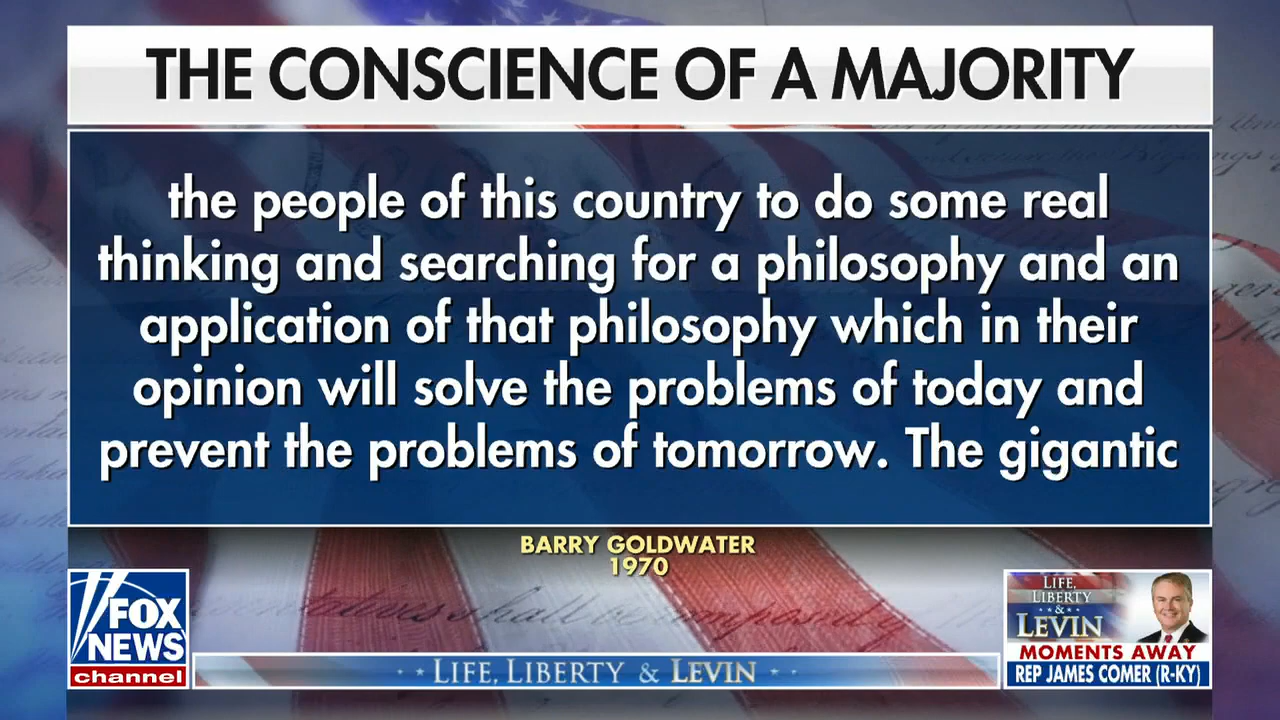 THE CONSCIENCE OF A MAJORITY
the people of this country to do some real
thinking and searching for a philosophy and an
application of that philosophy which in their
opinion will solve the problems of today and
prevent the problems of tomorrow. The gigantic
BARRY GOLDWATER
1970
FOX
NEWS
channel
LIFE, LIBERTY & LEVIN
LIFE,
LIBERTY
&
LEVIN
MOMENTS AWAY
REP JAMES COMER (R-KY)